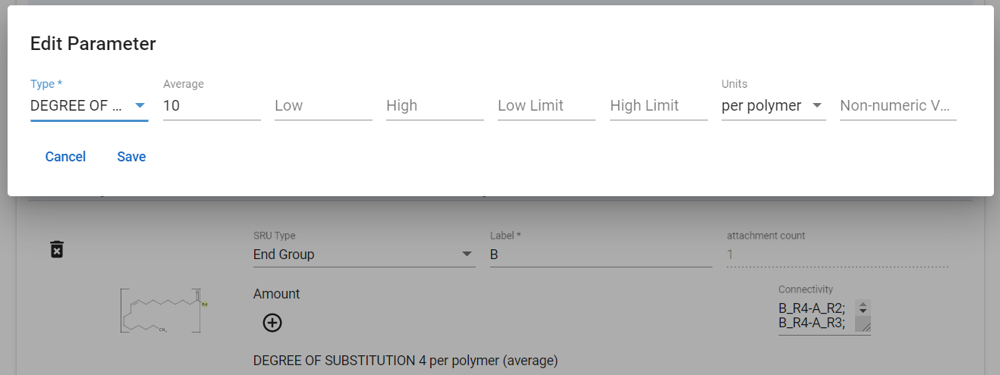 Edit Parameter
Type * Average Units
DEGREE OF ... 10 Low High Low Limit High Limit per polymer Non-numeric V...
Cancel Save
SRU Type Label * attachment count
End Group B 1
Amount Connectivity
B_R4-A_R2;
B_R4-A_R3;
CH₃
DEGREE OF SUBSTITUTION 4 per polymer (average)